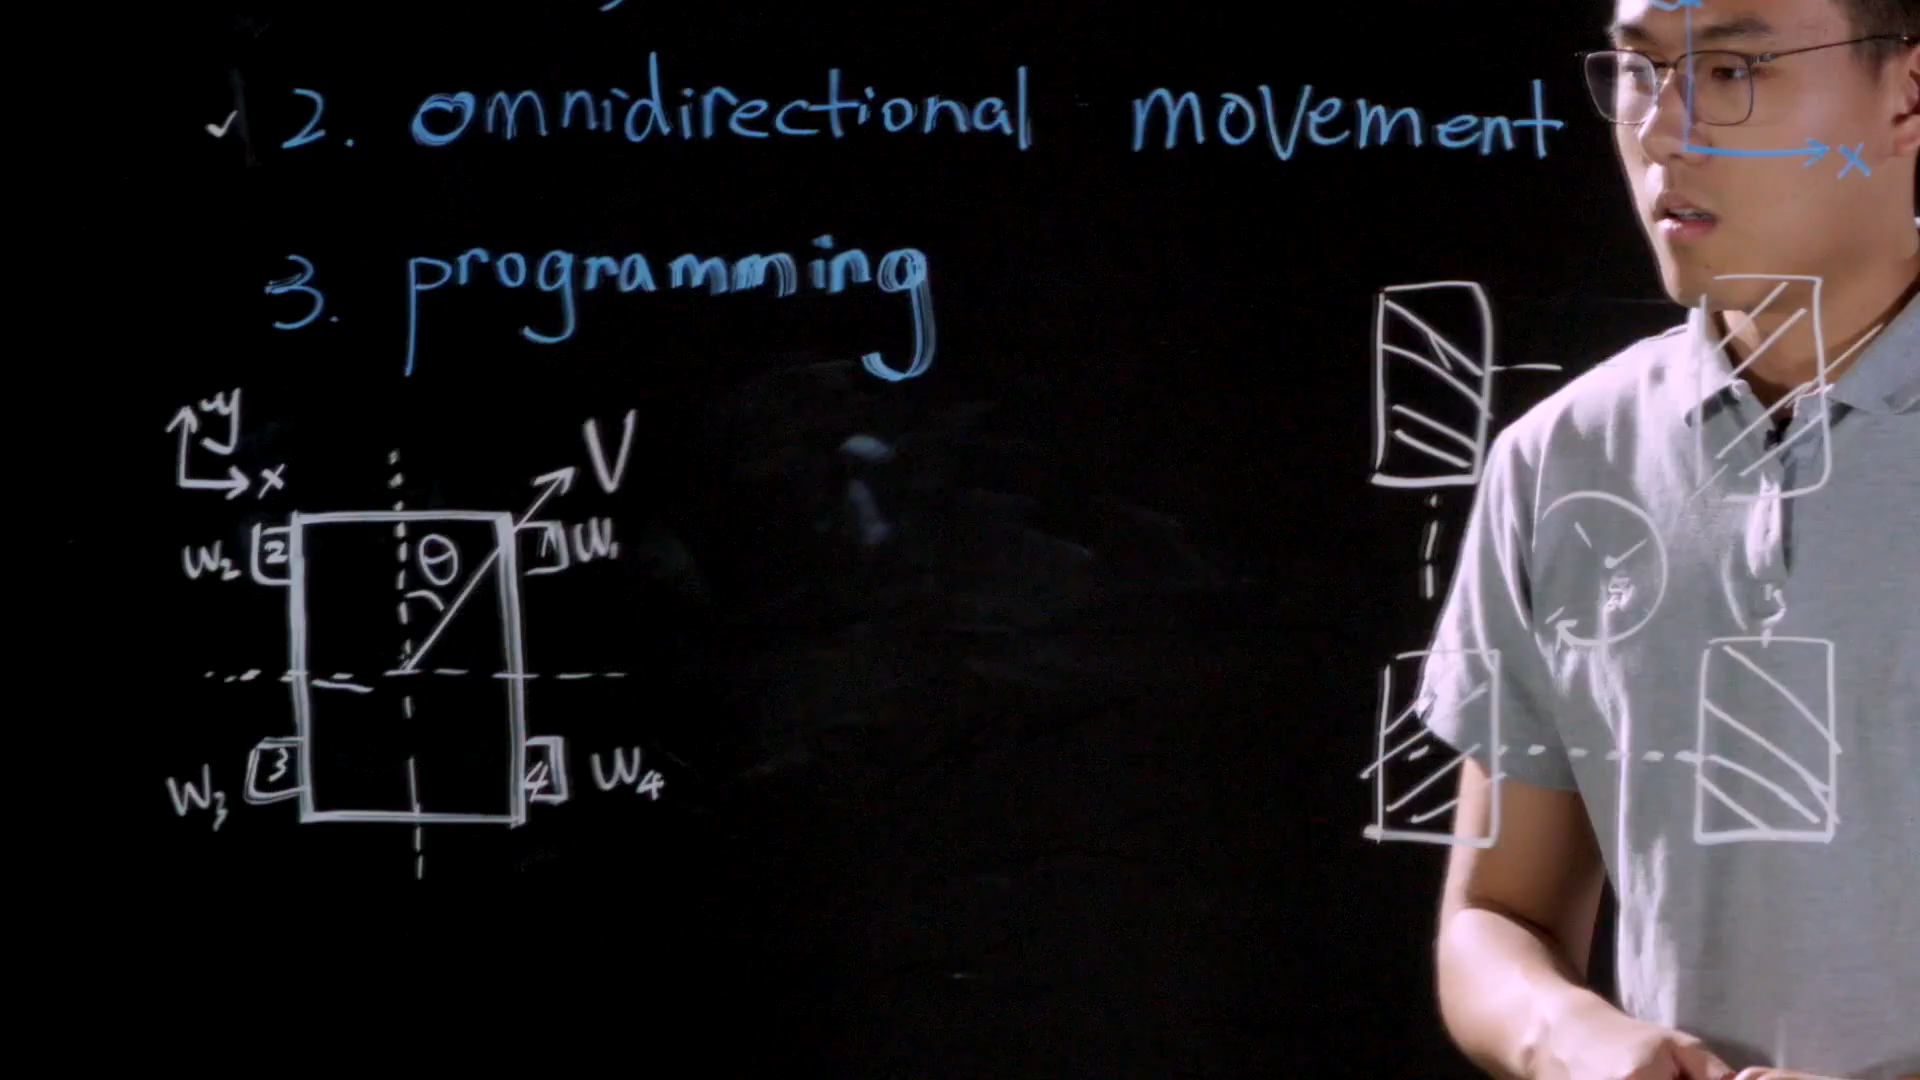 ✓ 2. omnidirectional movement
x
3. programming
y
x
V
θ
W₂ 2
1 W₁
W₃ 3
4 W₄